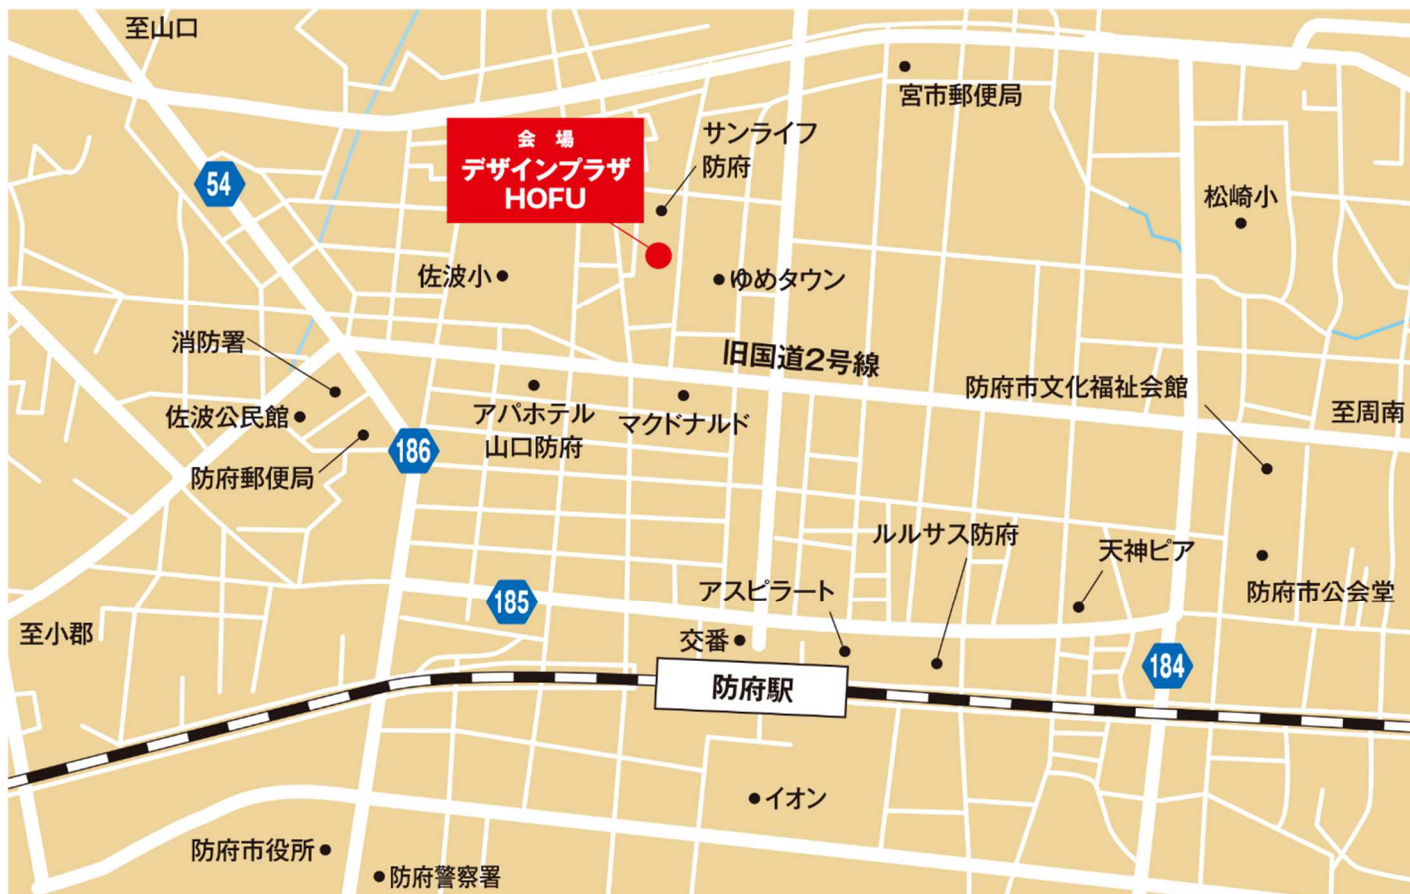 至山口
宮市郵便局
会場
デザインプラザ
HOFU
サンライフ
防府
54
松崎小
佐波小
ゆめタウン
消防署
旧国道2号線
防府市文化福祉会館
佐波公民館
アパホテル
山口防府
マクドナルド
至周南
186
防府郵便局
ルルサス防府
天神ピア
アスピラート
防府市公会堂
185
至小郡
交番
184
防府駅
イオン
防府市役所
防府警察署